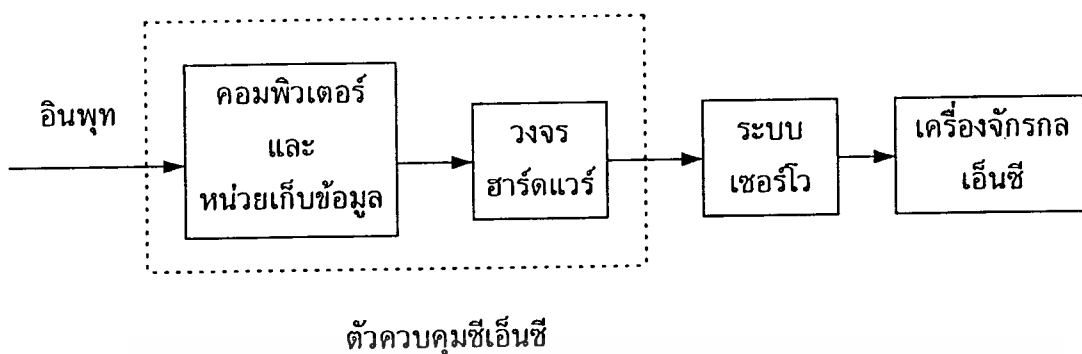 อินพุท
คอมพิวเตอร์
และ
หน่วยเก็บข้อมูล
วงจร
ฮาร์ดแวร์
ระบบ
เซอร์โว
เครื่องจักรกล
เอ็นซี
ตัวควบคุมซีเอ็นซี